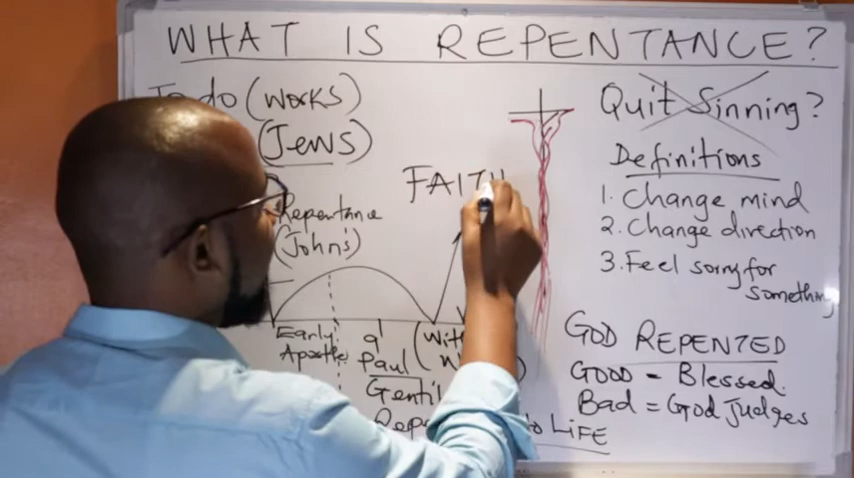 WHAT IS REPENTANCE?
To do (Works)
(Jews)
FAITH
Repentance
(John's)
Early
Apostles
Paul
Gentil
LIFE
Quit Sinning?
Definitions
1. Change mind
2. Change direction
3. Feel sorry for
something
GOD REPENTED
GOOD = Blessed.
Bad = God Judges